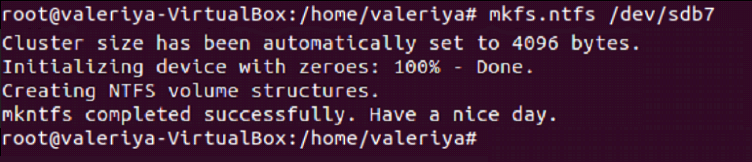 root@valeriya-VirtualBox:/home/valeriya# mkfs.ntfs /dev/sdb7
Cluster size has been automatically set to 4096 bytes.
Initializing device with zeroes: 100% - Done.
Creating NTFS volume structures.
mkntfs completed successfully. Have a nice day.
root@valeriya-VirtualBox:/home/valeriya#